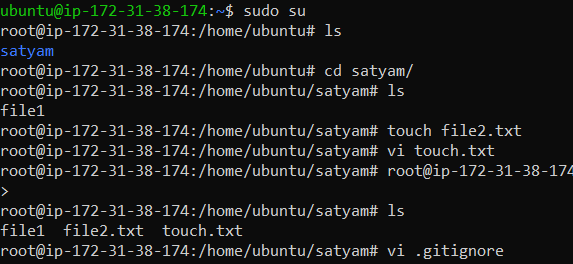 ubuntu@ip-172-31-38-174:~$ sudo su
root@ip-172-31-38-174:/home/ubuntu# ls
satyam
root@ip-172-31-38-174:/home/ubuntu# cd satyam/
root@ip-172-31-38-174:/home/ubuntu/satyam# ls
file1
root@ip-172-31-38-174:/home/ubuntu/satyam# touch file2.txt
root@ip-172-31-38-174:/home/ubuntu/satyam# vi touch.txt
root@ip-172-31-38-174:/home/ubuntu/satyam# root@ip-172-31-38-174
>
root@ip-172-31-38-174:/home/ubuntu/satyam# ls
file1  file2.txt  touch.txt
root@ip-172-31-38-174:/home/ubuntu/satyam# vi .gitignore